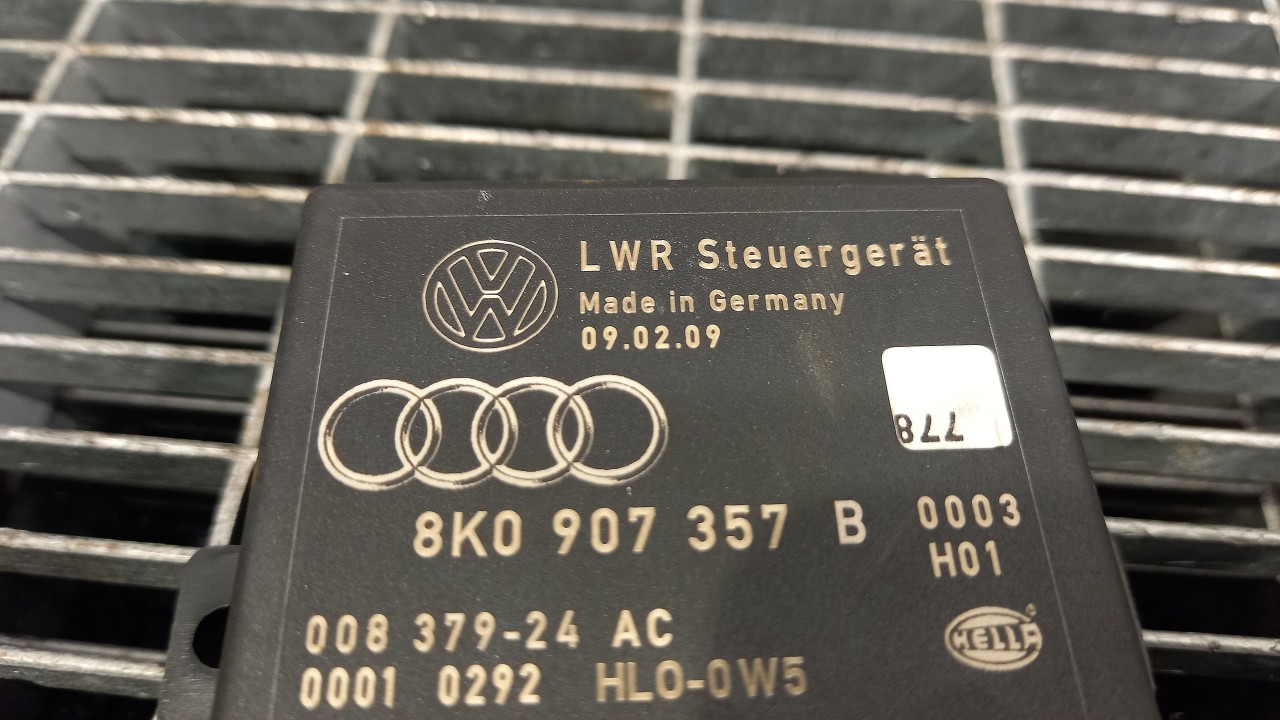 LWR Steuergerät
Made in Germany
09.02.09
778
8K0 907 357 B
0003
H01
008 379-24 AC
0001 0292 HLO-0W5
HELLA